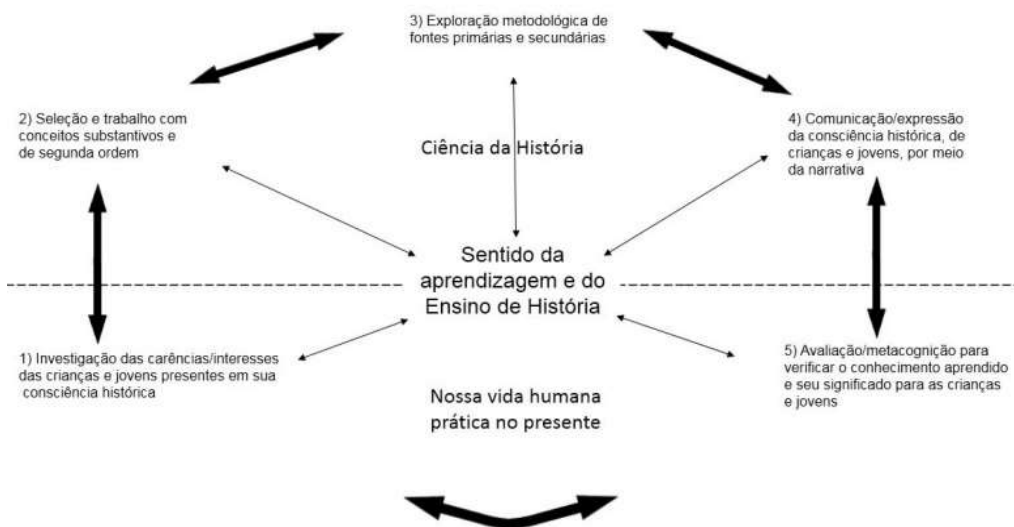 3) Exploração metodológica de
fontes primárias e secundárias
2) Seleção e trabalho com
conceitos substantivos e
de segunda ordem
4) Comunicação/expressão
da consciência histórica, de
crianças e jovens, por meio
da narrativa
Ciência da História
Sentido da
aprendizagem e do
Ensino de História
1) Investigação das carências/interesses
das crianças e jovens presentes em sua
consciência histórica
5) Avaliação/metacognição para
verificar o conhecimento aprendido
e seu significado para as crianças
e jovens
Nossa vida humana
prática no presente